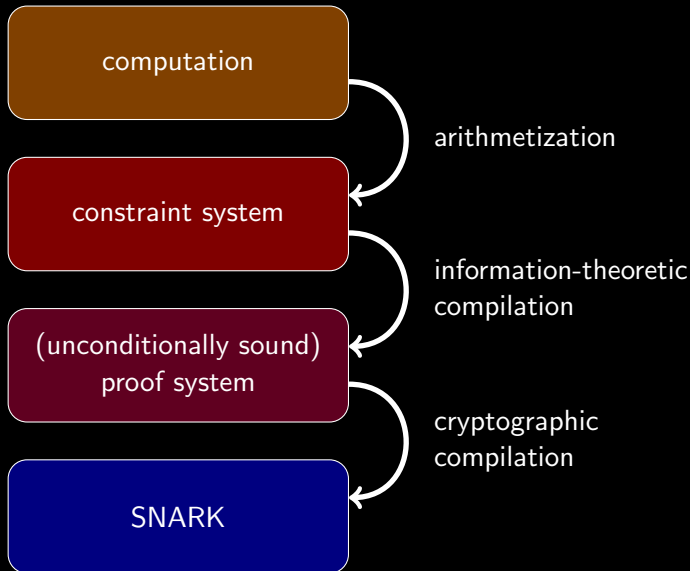 computation
arithmetization
constraint system
information-theoretic
compilation
(unconditionally sound)
proof system
cryptographic
compilation
SNARK